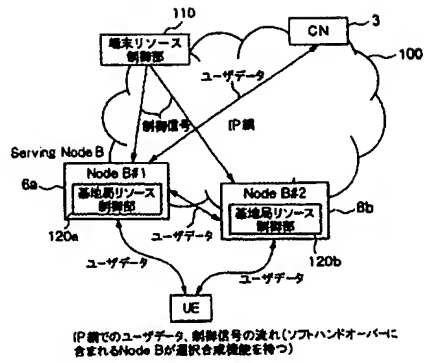 110
端末リソース
制御部
CN
3
100
ユーザデータ
制御信号
IP網
Serving Node B
6a
Node B#1
基地局リソース
制御部
120a
Node B#2
基地局リソース
制御部
6b
120b
ユーザデータ
ユーザデータ
ユーザデータ
UE
IP網でのユーザデータ、制御信号の流れ(ソフトハンドオーバーに
含まれるNode Bが選択合成機能を持つ)